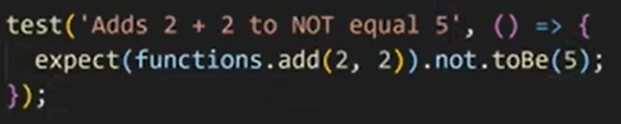 test('Adds 2 + 2 to NOT equal 5', () => {
  expect(functions.add(2, 2)).not.toBe(5);
});